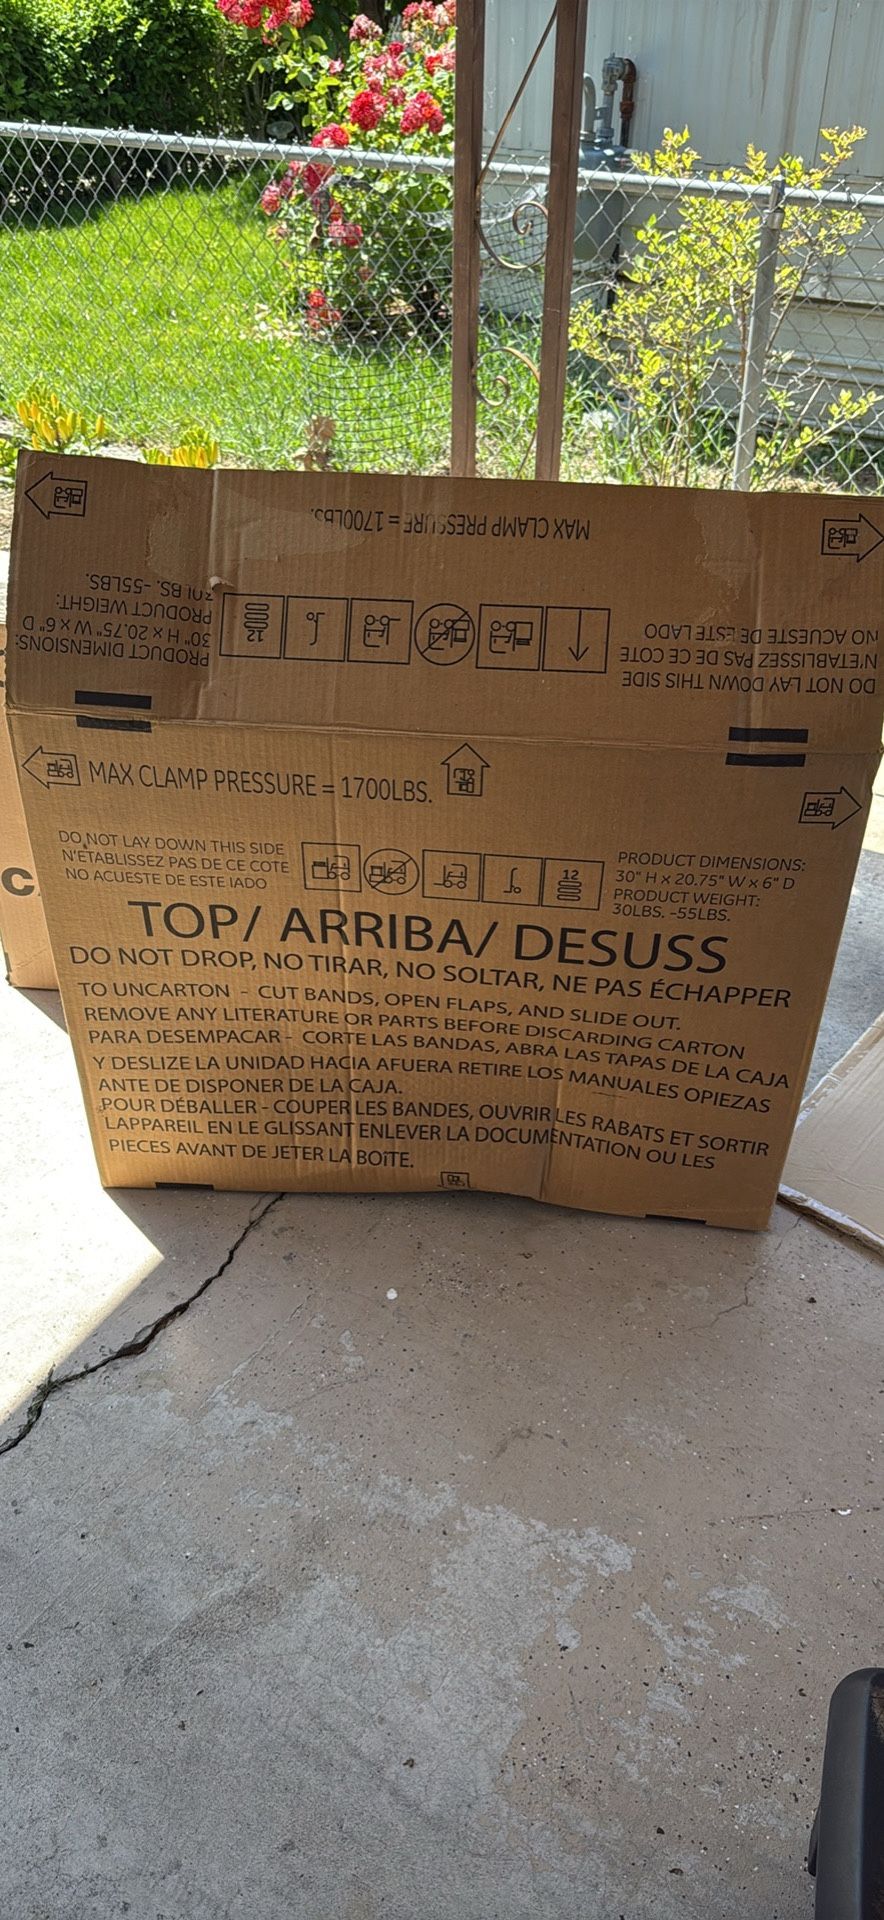 MAX CLAMP PRESSURE = 1700LBS.
DO NOT LAY DOWN THIS SIDE
N'ETABLISSEZ PAS DE CE COTE
NO ACUESTE DE ESTE LADO
12
PRODUCT DIMENSIONS:
30" H x 20.75" W x 6" D
PRODUCT WEIGHT:
30LBS. -55LBS.
MAX CLAMP PRESSURE = 1700LBS.
DO NOT LAY DOWN THIS SIDE
N'ETABLISSEZ PAS DE CE COTE
NO ACUESTE DE ESTE lADO
12
PRODUCT DIMENSIONS:
30" H x 20.75" W x 6" D
PRODUCT WEIGHT:
30LBS. -55LBS.
TOP/ ARRIBA/ DESUSS
DO NOT DROP, NO TIRAR, NO SOLTAR, NE PAS ÉCHAPPER
TO UNCARTON - CUT BANDS, OPEN FLAPS, AND SLIDE OUT.
REMOVE ANY LITERATURE OR PARTS BEFORE DISCARDING CARTON
PARA DESEMPACAR - CORTE LAS BANDAS, ABRA LAS TAPAS DE LA CAJA
Y DESLIZE LA UNIDAD HACIA AFUERA RETIRE LOS MANUALES OPIEZAS
ANTE DE DISPONER DE LA CAJA.
POUR DÉBALLER - COUPER LES BANDES, OUVRIR LES RABATS ET SORTIR
LAPPAREIL EN LE GLISSANT ENLEVER LA DOCUMENTATION OU LES
PIECES AVANT DE JETER LA BOîTE.
C